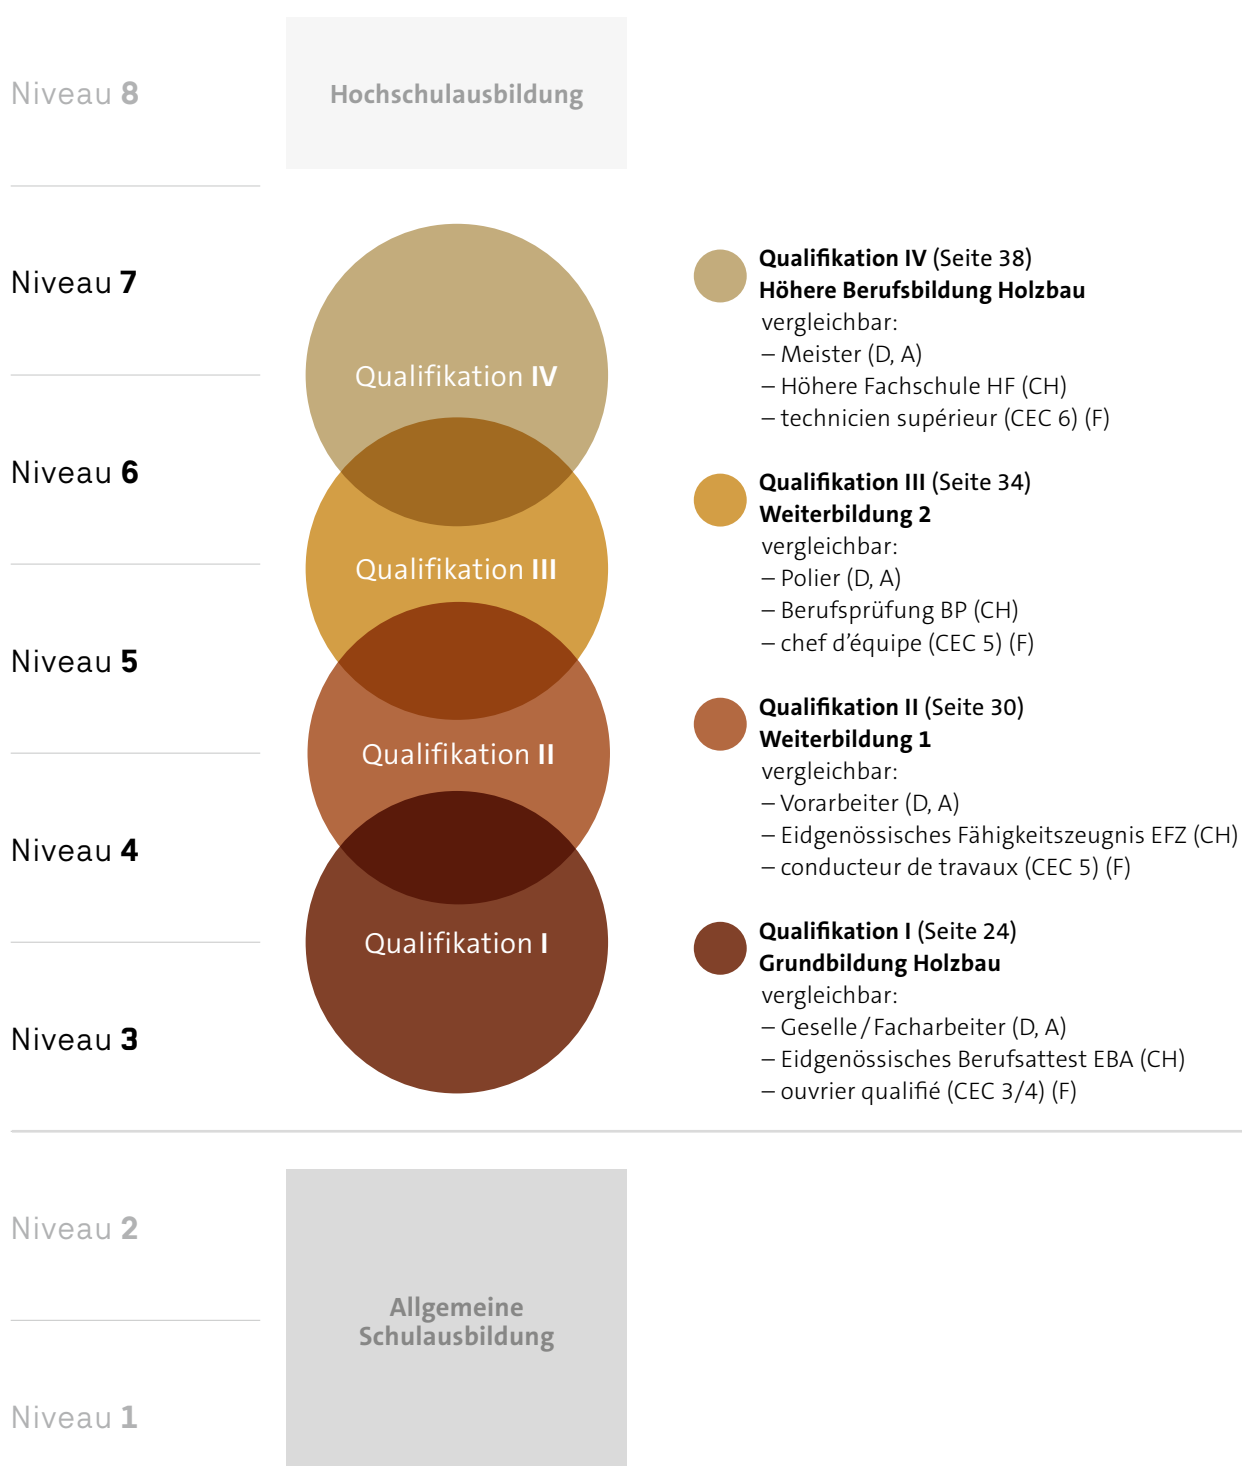 Niveau 8
Hochschulausbildung
Niveau 7
Niveau 6
Niveau 5
Niveau 4
Niveau 3
Qualifikation IV
Qualifikation III
Qualifikation II
Qualifikation I
Qualifikation IV (Seite 38)
Höhere Berufsbildung Holzbau
vergleichbar:
– Meister (D, A)
– Höhere Fachschule HF (CH)
– technicien supérieur (CEC 6) (F)
Qualifikation III (Seite 34)
Weiterbildung 2
vergleichbar:
– Polier (D, A)
– Berufsprüfung BP (CH)
– chef d’équipe (CEC 5) (F)
Qualifikation II (Seite 30)
Weiterbildung 1
vergleichbar:
– Vorarbeiter (D, A)
– Eidgenössisches Fähigkeitszeugnis EFZ (CH)
– conducteur de travaux (CEC 5) (F)
Qualifikation I (Seite 24)
Grundbildung Holzbau
vergleichbar:
– Geselle / Facharbeiter (D, A)
– Eidgenössisches Berufsattest EBA (CH)
– ouvrier qualifié (CEC 3/4) (F)
Niveau 2
Allgemeine
Schulausbildung
Niveau 1